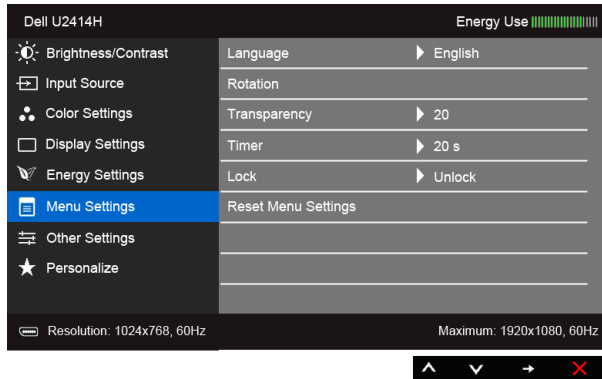 Dell U2414H Energy Use
Brightness/Contrast Language English
Input Source Rotation
Color Settings Transparency 20
Display Settings Timer 20 s
Energy Settings Lock Unlock
Menu Settings Reset Menu Settings
Other Settings
Personalize
Resolution: 1024x768, 60Hz Maximum: 1920x1080, 60Hz